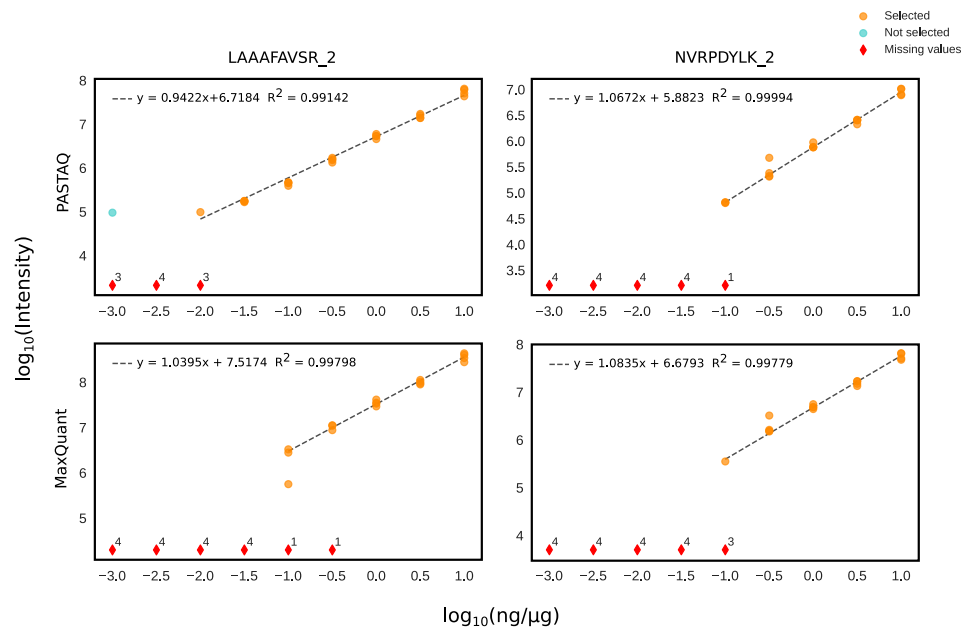 Selected
Not selected
Missing values
LAAAFAVSR_2
NVRPDYLK_2
log10(Intensity)
PASTAQ
8
7
6
5
4
y = 0.9422x+6.7184 R² = 0.99142
3 4 3
−3.0 −2.5 −2.0 −1.5 −1.0 −0.5 0.0 0.5 1.0
7.0
6.5
6.0
5.5
5.0
4.5
4.0
3.5
y = 1.0672x + 5.8823 R² = 0.99994
4 4 4 4 1
−3.0 −2.5 −2.0 −1.5 −1.0 −0.5 0.0 0.5 1.0
MaxQuant
8
7
6
5
y = 1.0395x + 7.5174 R² = 0.99798
4 4 4 4 1 1
−3.0 −2.5 −2.0 −1.5 −1.0 −0.5 0.0 0.5 1.0
8
7
6
5
4
y = 1.0835x + 6.6793 R² = 0.99779
4 4 4 4 3
−3.0 −2.5 −2.0 −1.5 −1.0 −0.5 0.0 0.5 1.0
log10(ng/μg)